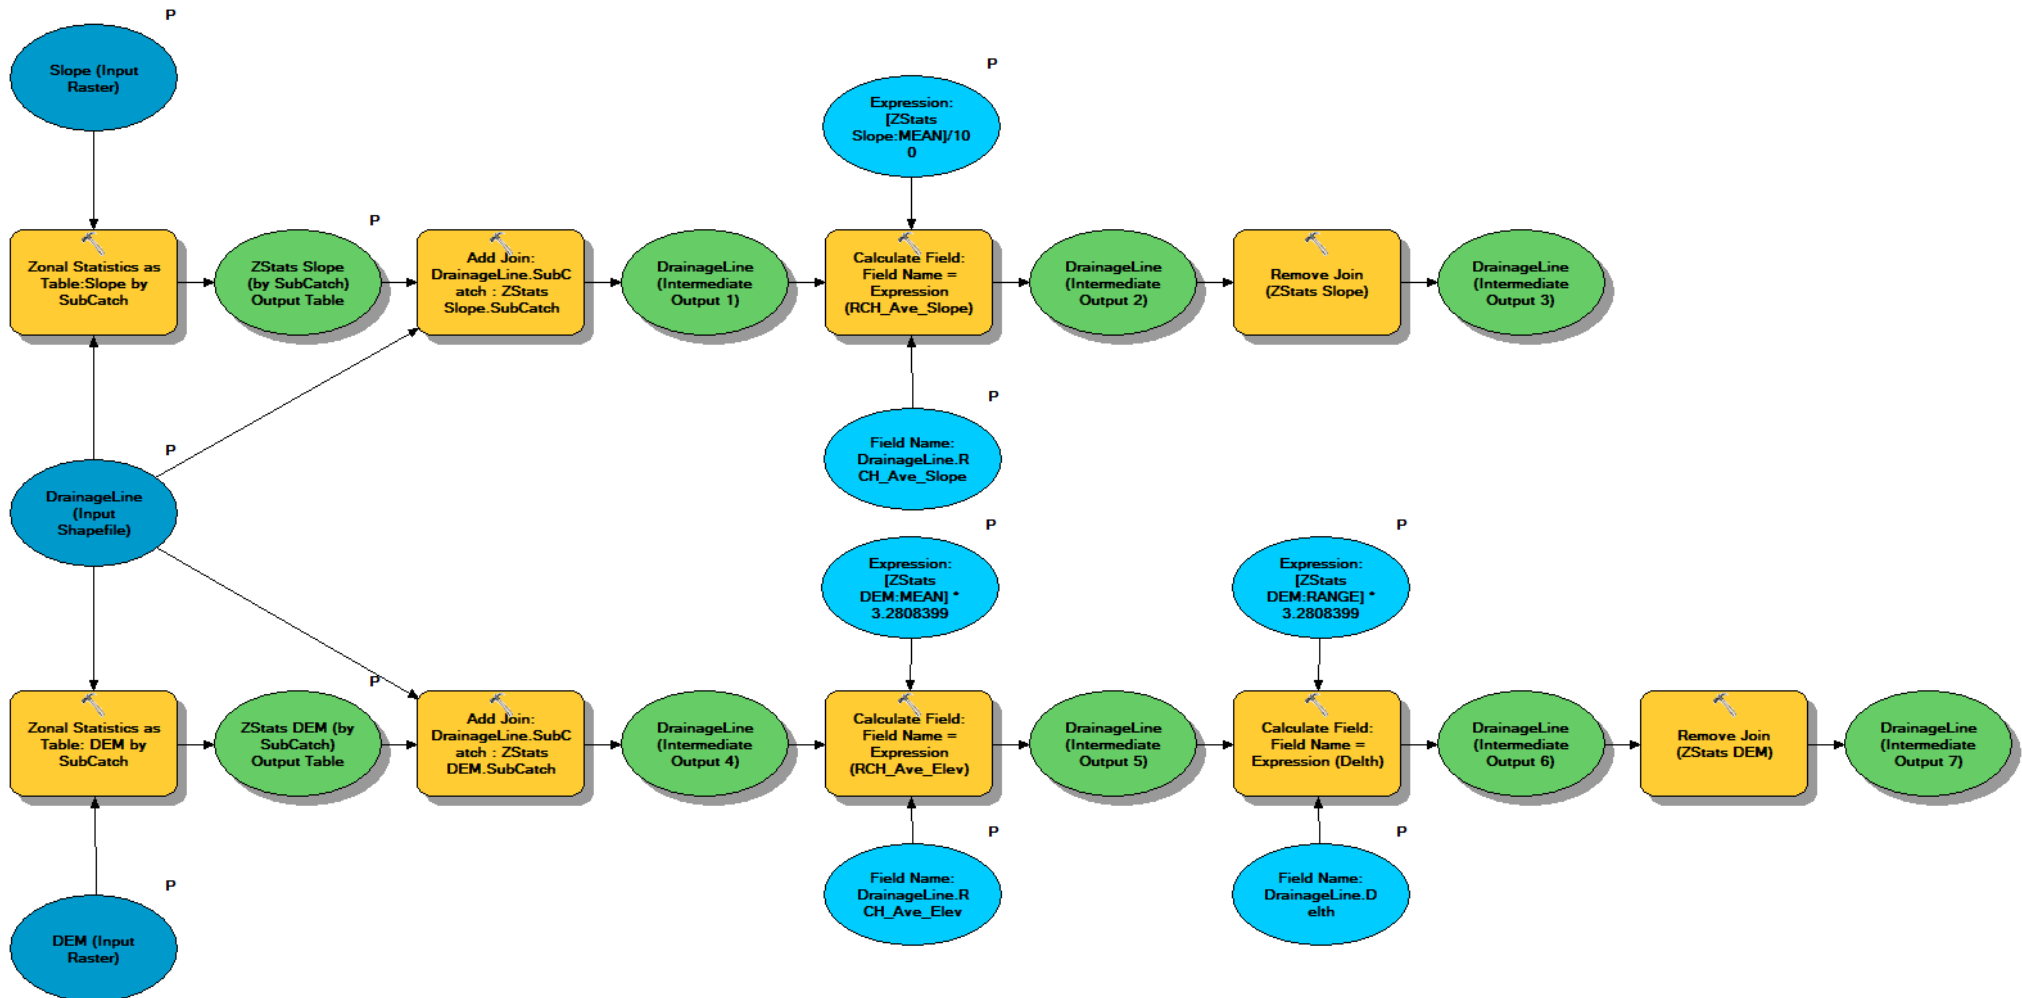 P
Slope (Input
Raster)
P
Expression:
[ZStats
Slope:MEAN]/10
0
P
Zonal Statistics as
Table:Slope by
SubCatch
ZStats Slope
(by SubCatch)
Output Table
Add Join:
DrainageLine.SubC
atch : ZStats
Slope.SubCatch
DrainageLine
(Intermediate
Output 1)
Calculate Field:
Field Name =
Expression
(RCH_Ave_Slope)
DrainageLine
(Intermediate
Output 2)
Remove Join
(ZStats Slope)
DrainageLine
(Intermediate
Output 3)
P
Field Name:
DrainageLine.R
CH_Ave_Slope
P
DrainageLine
(Input
Shapefile)
P
Expression:
[ZStats
DEM:MEAN] *
3.2808399
P
Expression:
[ZStats
DEM:RANGE] *
3.2808399
P
Zonal Statistics as
Table: DEM by
SubCatch
ZStats DEM (by
SubCatch)
Output Table
Add Join:
DrainageLine.SubC
atch : ZStats
DEM.SubCatch
DrainageLine
(Intermediate
Output 4)
Calculate Field:
Field Name =
Expression
(RCH_Ave_Elev)
DrainageLine
(Intermediate
Output 5)
Calculate Field:
Field Name =
Expression (Delth)
DrainageLine
(Intermediate
Output 6)
Remove Join
(ZStats DEM)
DrainageLine
(Intermediate
Output 7)
P
Field Name:
DrainageLine.R
CH_Ave_Elev
P
Field Name:
DrainageLine.D
elth
P
DEM (Input
Raster)